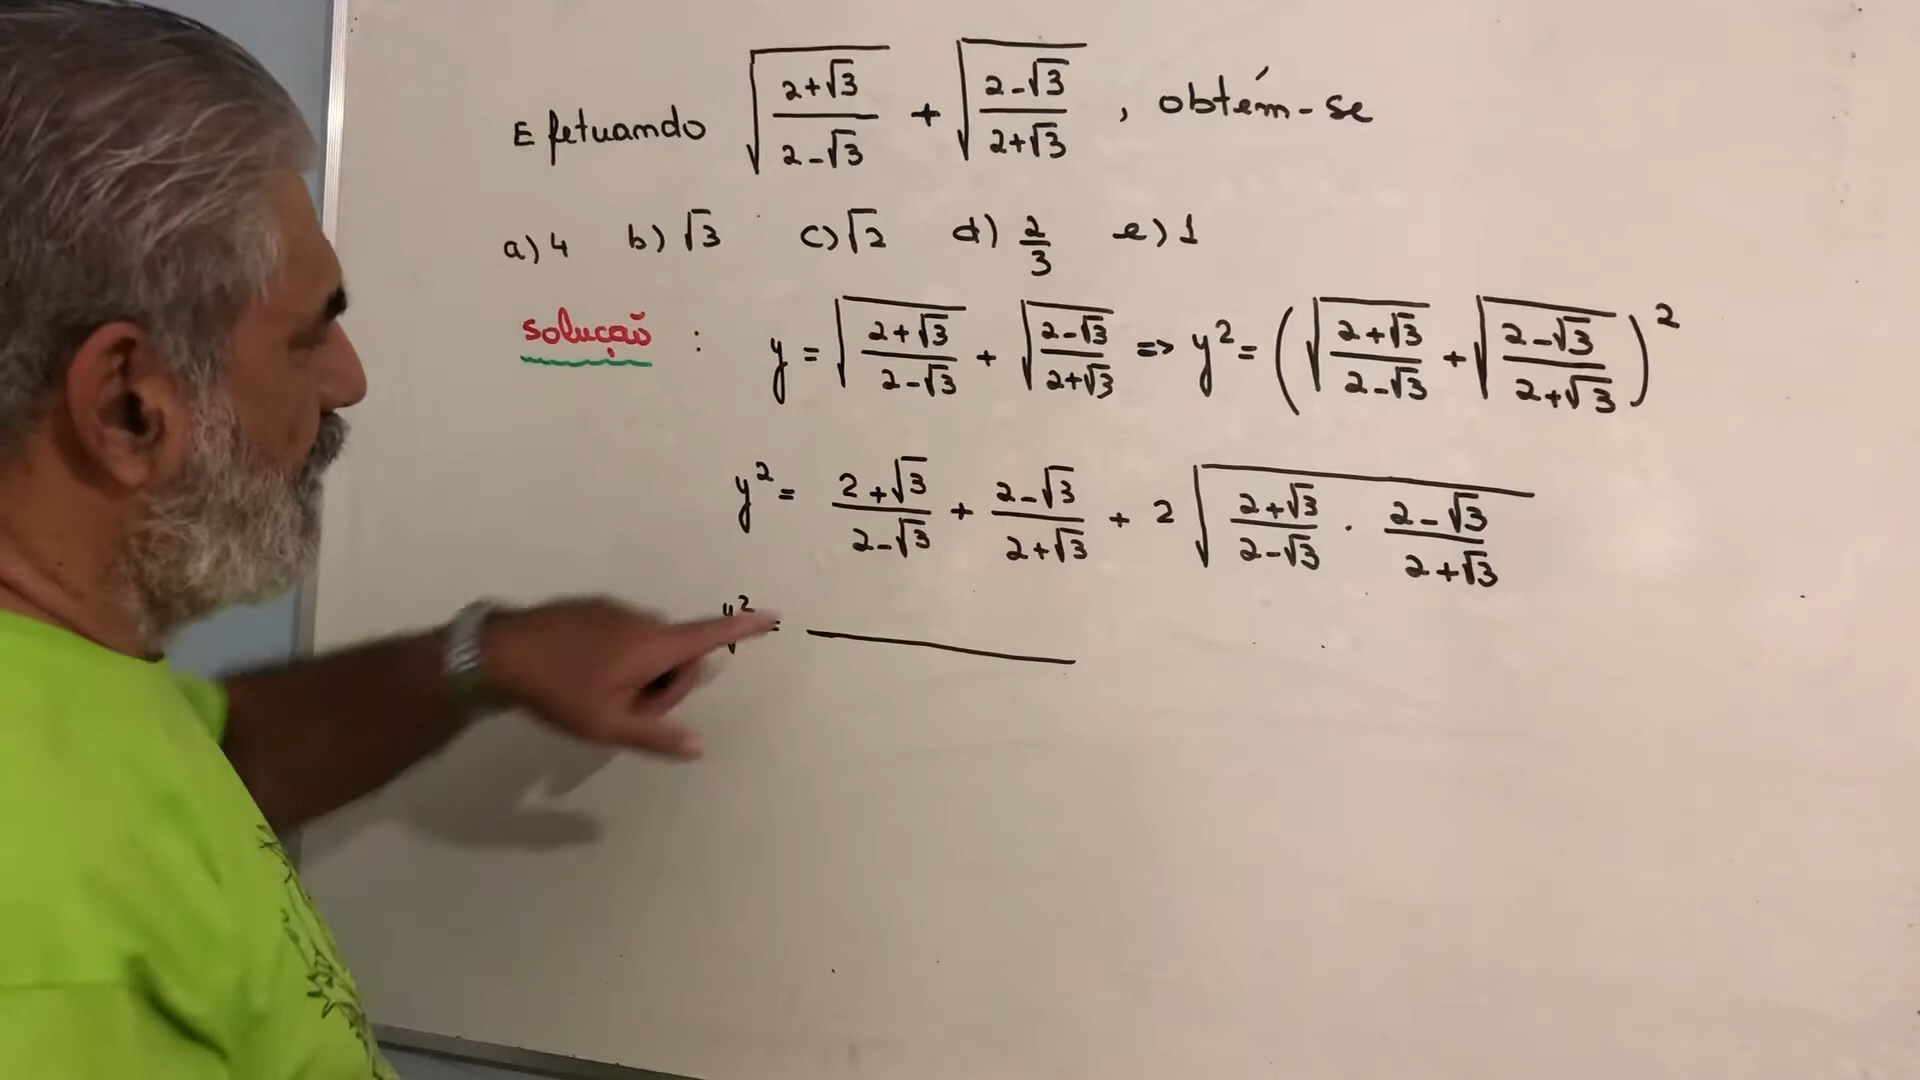 Efetuando √((2+√3)/(2-√3)) + √((2-√3)/(2+√3)) , obtém-se
a) 4 b) √3 c) √2 d) 2/3 e) 1
solução : y = √((2+√3)/(2-√3)) + √((2-√3)/(2+√3)) => y² = (√((2+√3)/(2-√3)) + √((2-√3)/(2+√3)))²
y² = (2+√3)/(2-√3) + (2-√3)/(2+√3) + 2√((2+√3)/(2-√3) · (2-√3)/(2+√3))
y² =